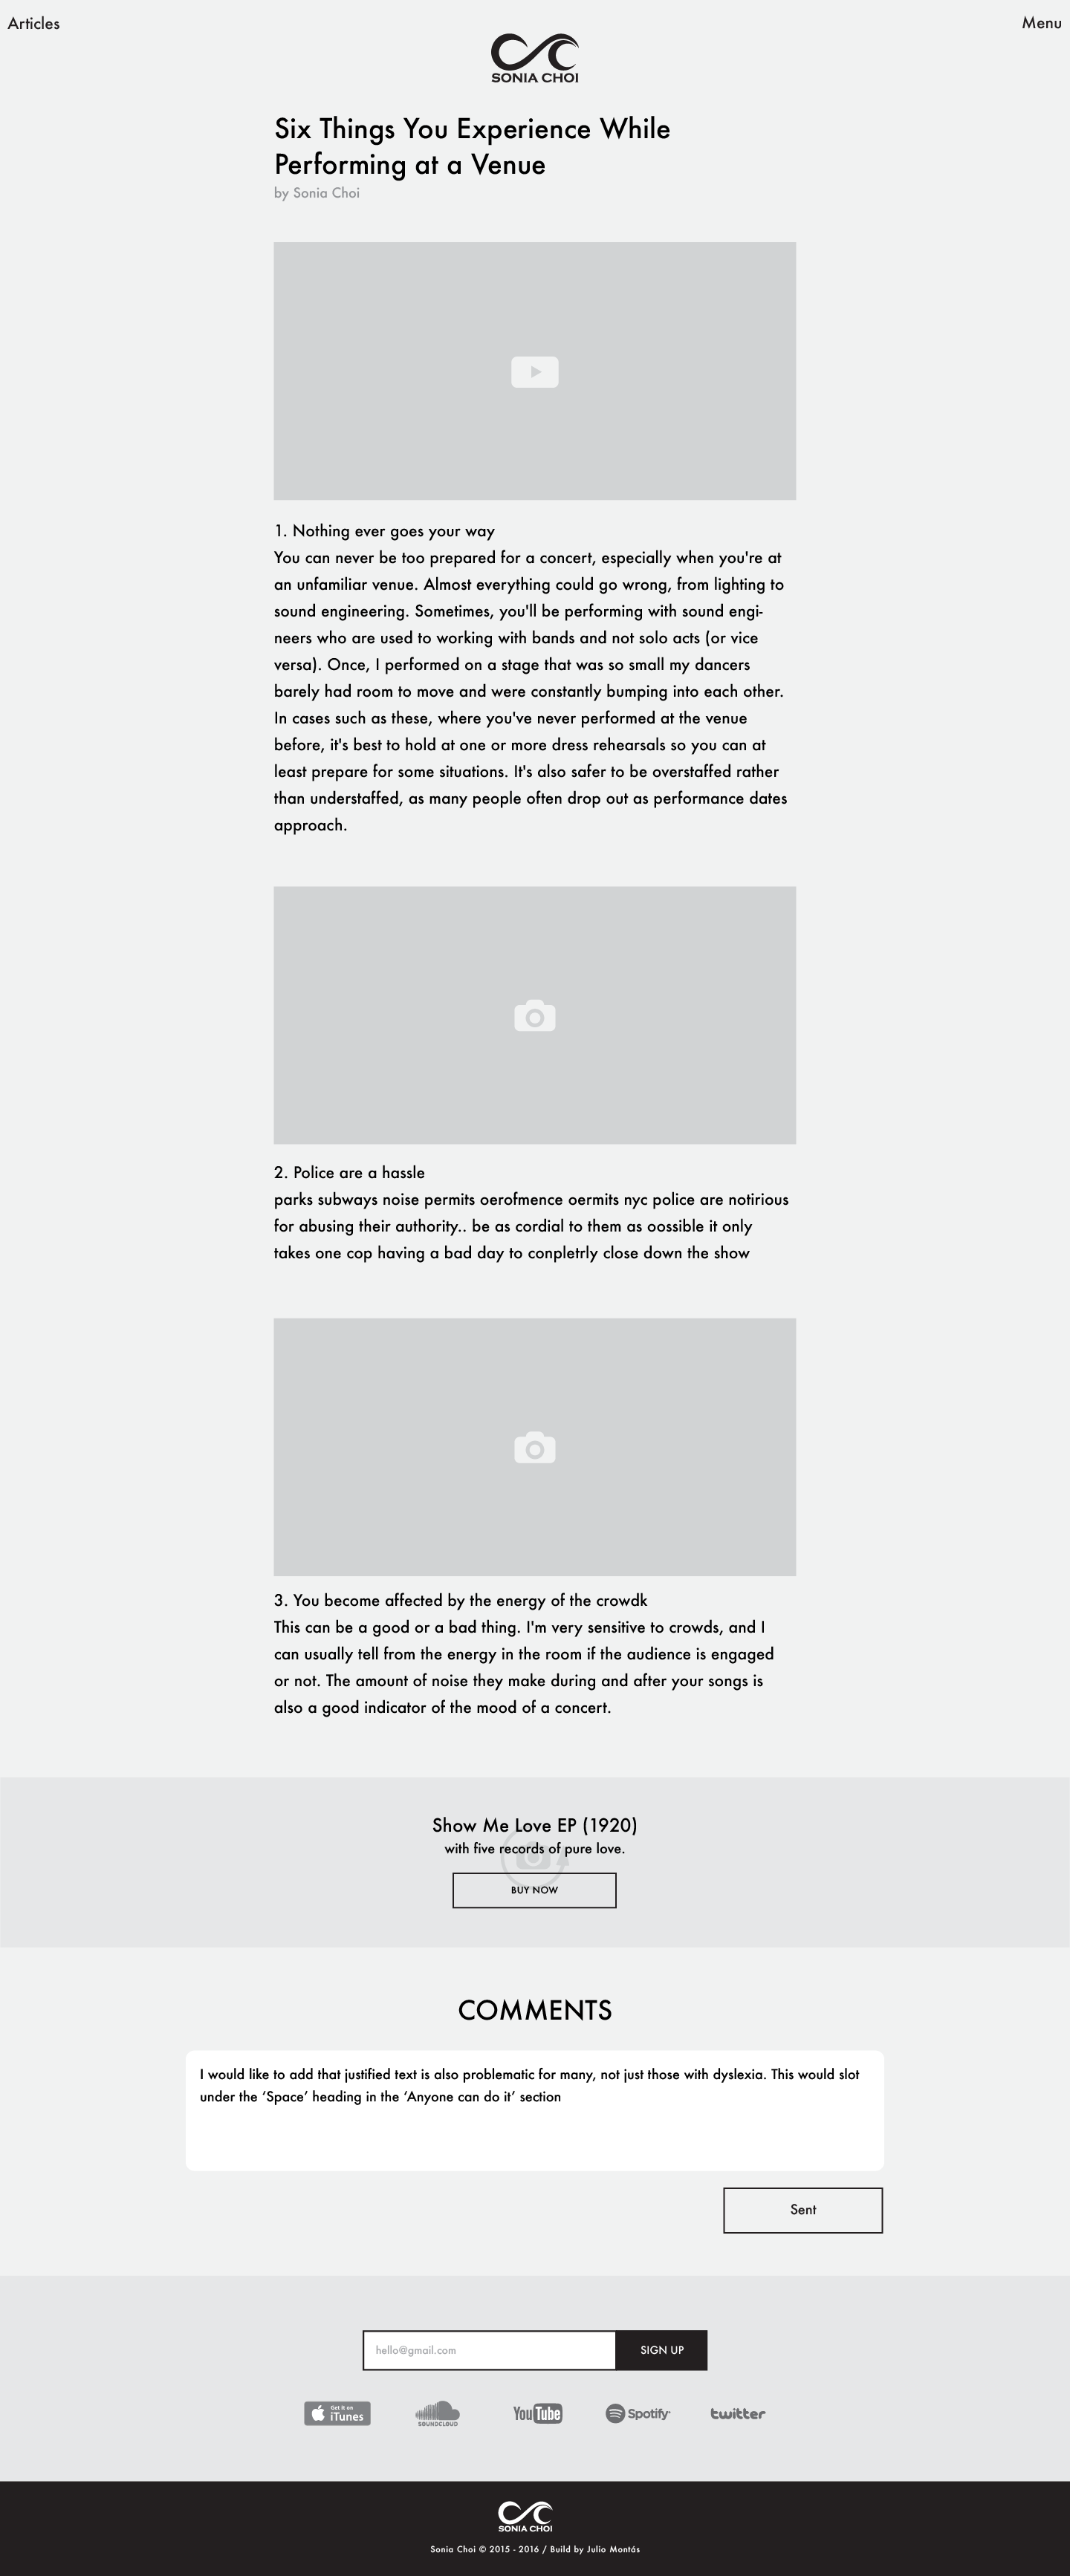 Articles
Menu
SONIA CHOI
Six Things You Experience While
Performing at a Venue
by Sonia Choi
1. Nothing ever goes your way
You can never be too prepared for a concert, especially when you're at
an unfamiliar venue. Almost everything could go wrong, from lighting to
sound engineering. Sometimes, you'll be performing with sound engi-
neers who are used to working with bands and not solo acts (or vice
versa). Once, I performed on a stage that was so small my dancers
barely had room to move and were constantly bumping into each other.
In cases such as these, where you've never performed at the venue
before, it's best to hold at one or more dress rehearsals so you can at
least prepare for some situations. It's also safer to be overstaffed rather
than understaffed, as many people often drop out as performance dates
approach.
2. Police are a hassle
parks subways noise permits oerofmence oermits nyc police are notirious
for abusing their authority.. be as cordial to them as oossible it only
takes one cop having a bad day to conpletrly close down the show
3. You become affected by the energy of the crowdk
This can be a good or a bad thing. I'm very sensitive to crowds, and I
can usually tell from the energy in the room if the audience is engaged
or not. The amount of noise they make during and after your songs is
also a good indicator of the mood of a concert.
Show Me Love EP (1920)
with five records of pure love.
BUY NOW
COMMENTS
I would like to add that justified text is also problematic for many, not just those with dyslexia. This would slot
under the ‘Space’ heading in the ‘Anyone can do it’ section
Sent
hello@gmail.com
SIGN UP
Get it on
iTunes
SOUNDCLOUD
YouTube
Spotify
twitter
SONIA CHOI
Sonia Choi © 2015 - 2016 / Build by Julio Montás